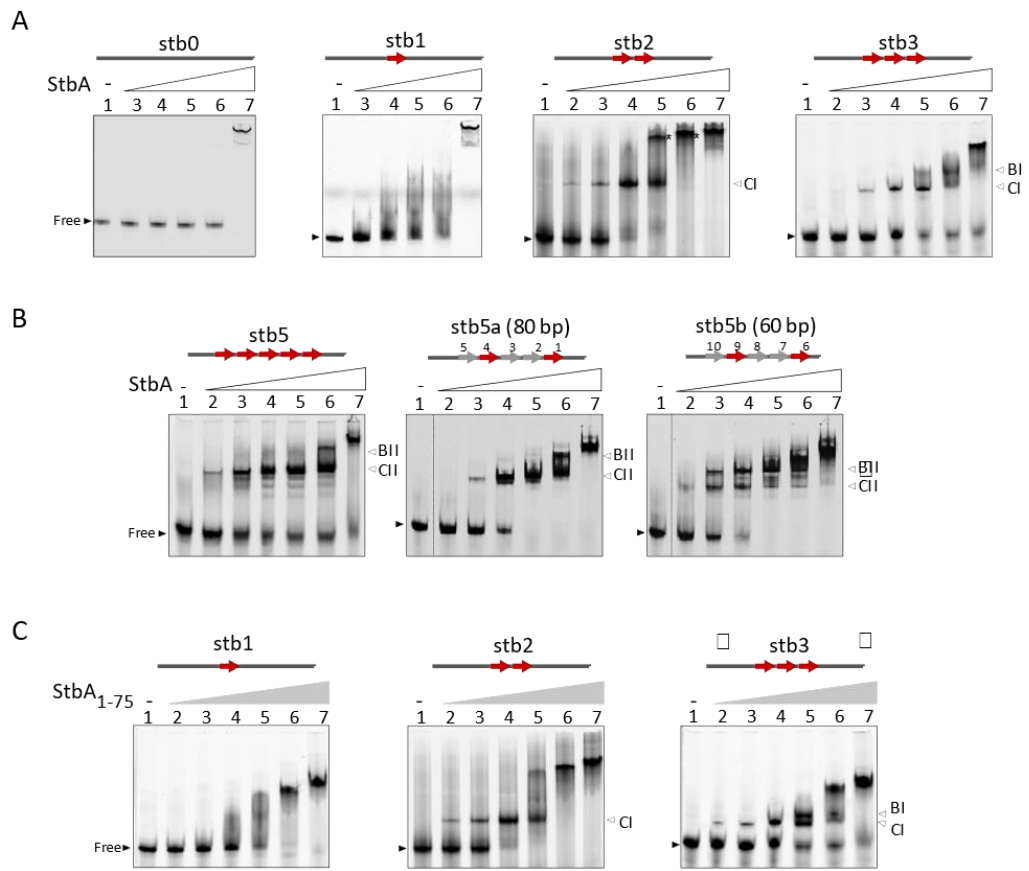 A
stb0 stb1 stb2 stb3
StbA - - - -
1 3 4 5 6 7 1 3 4 5 6 7 1 2 3 4 5 6 7 1 2 3 4 5 6 7
* *
BI
CI CI
Free
B
stb5 stb5a (80 bp) stb5b (60 bp)
5 4 3 2 1 10 9 8 7 6
StbA - - -
1 2 3 4 5 6 7 1 2 3 4 5 6 7 1 2 3 4 5 6 7
BII BII BII
CII CII CII
Free
C
stb1 stb2 stb3
StbA1-75 - - -
1 2 3 4 5 6 7 1 2 3 4 5 6 7 1 2 3 4 5 6 7
BI
CI CI
Free